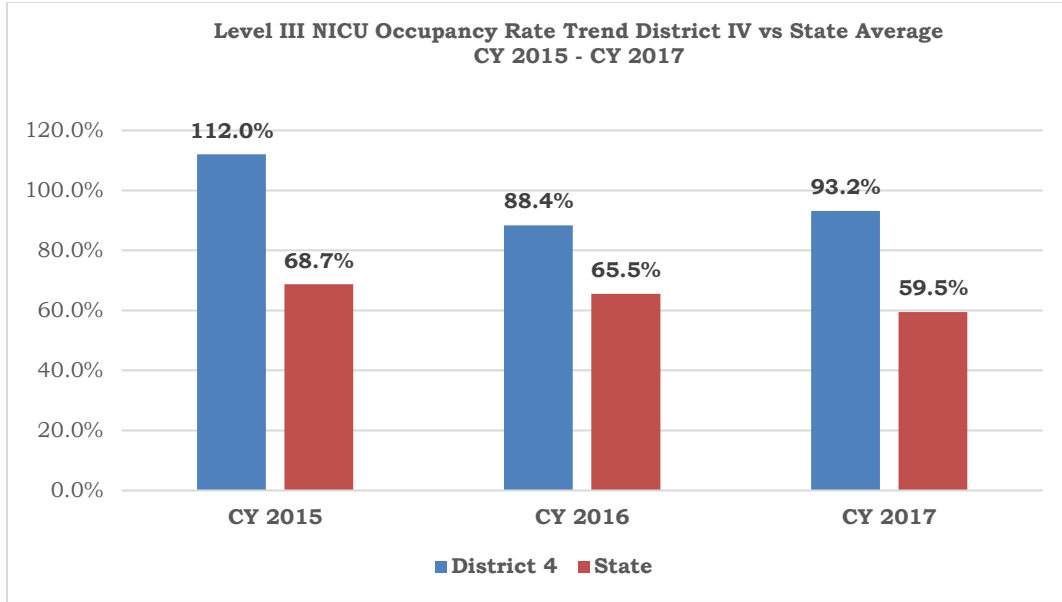 Level III NICU Occupancy Rate Trend District IV vs State Average
CY 2015 - CY 2017
120.0%
100.0%
80.0%
60.0%
40.0%
20.0%
0.0%
112.0%
68.7%
88.4%
65.5%
93.2%
59.5%
CY 2015
CY 2016
CY 2017
District 4
State